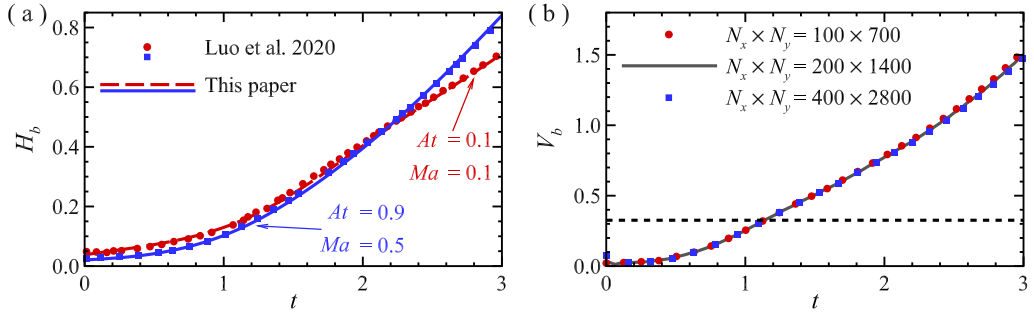 (a)
0.8
0.6
0.4
0.2
0.0
H_b
Luo et al. 2020
This paper
At = 0.1
Ma = 0.1
At = 0.9
Ma = 0.5
0 1 2 3
t
(b)
1.5
1.0
0.5
0.0
V_b
N_x × N_y = 100 × 700
N_x × N_y = 200 × 1400
N_x × N_y = 400 × 2800
0 1 2 3
t